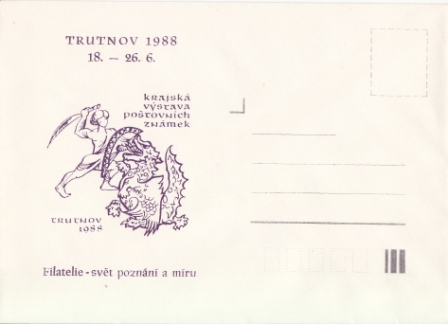 TRUTNOV 1988
18. – 26. 6.
krajská
výstava
poštovních
známek
TRUTNOV
1988
Filatelie - svět poznání a míru